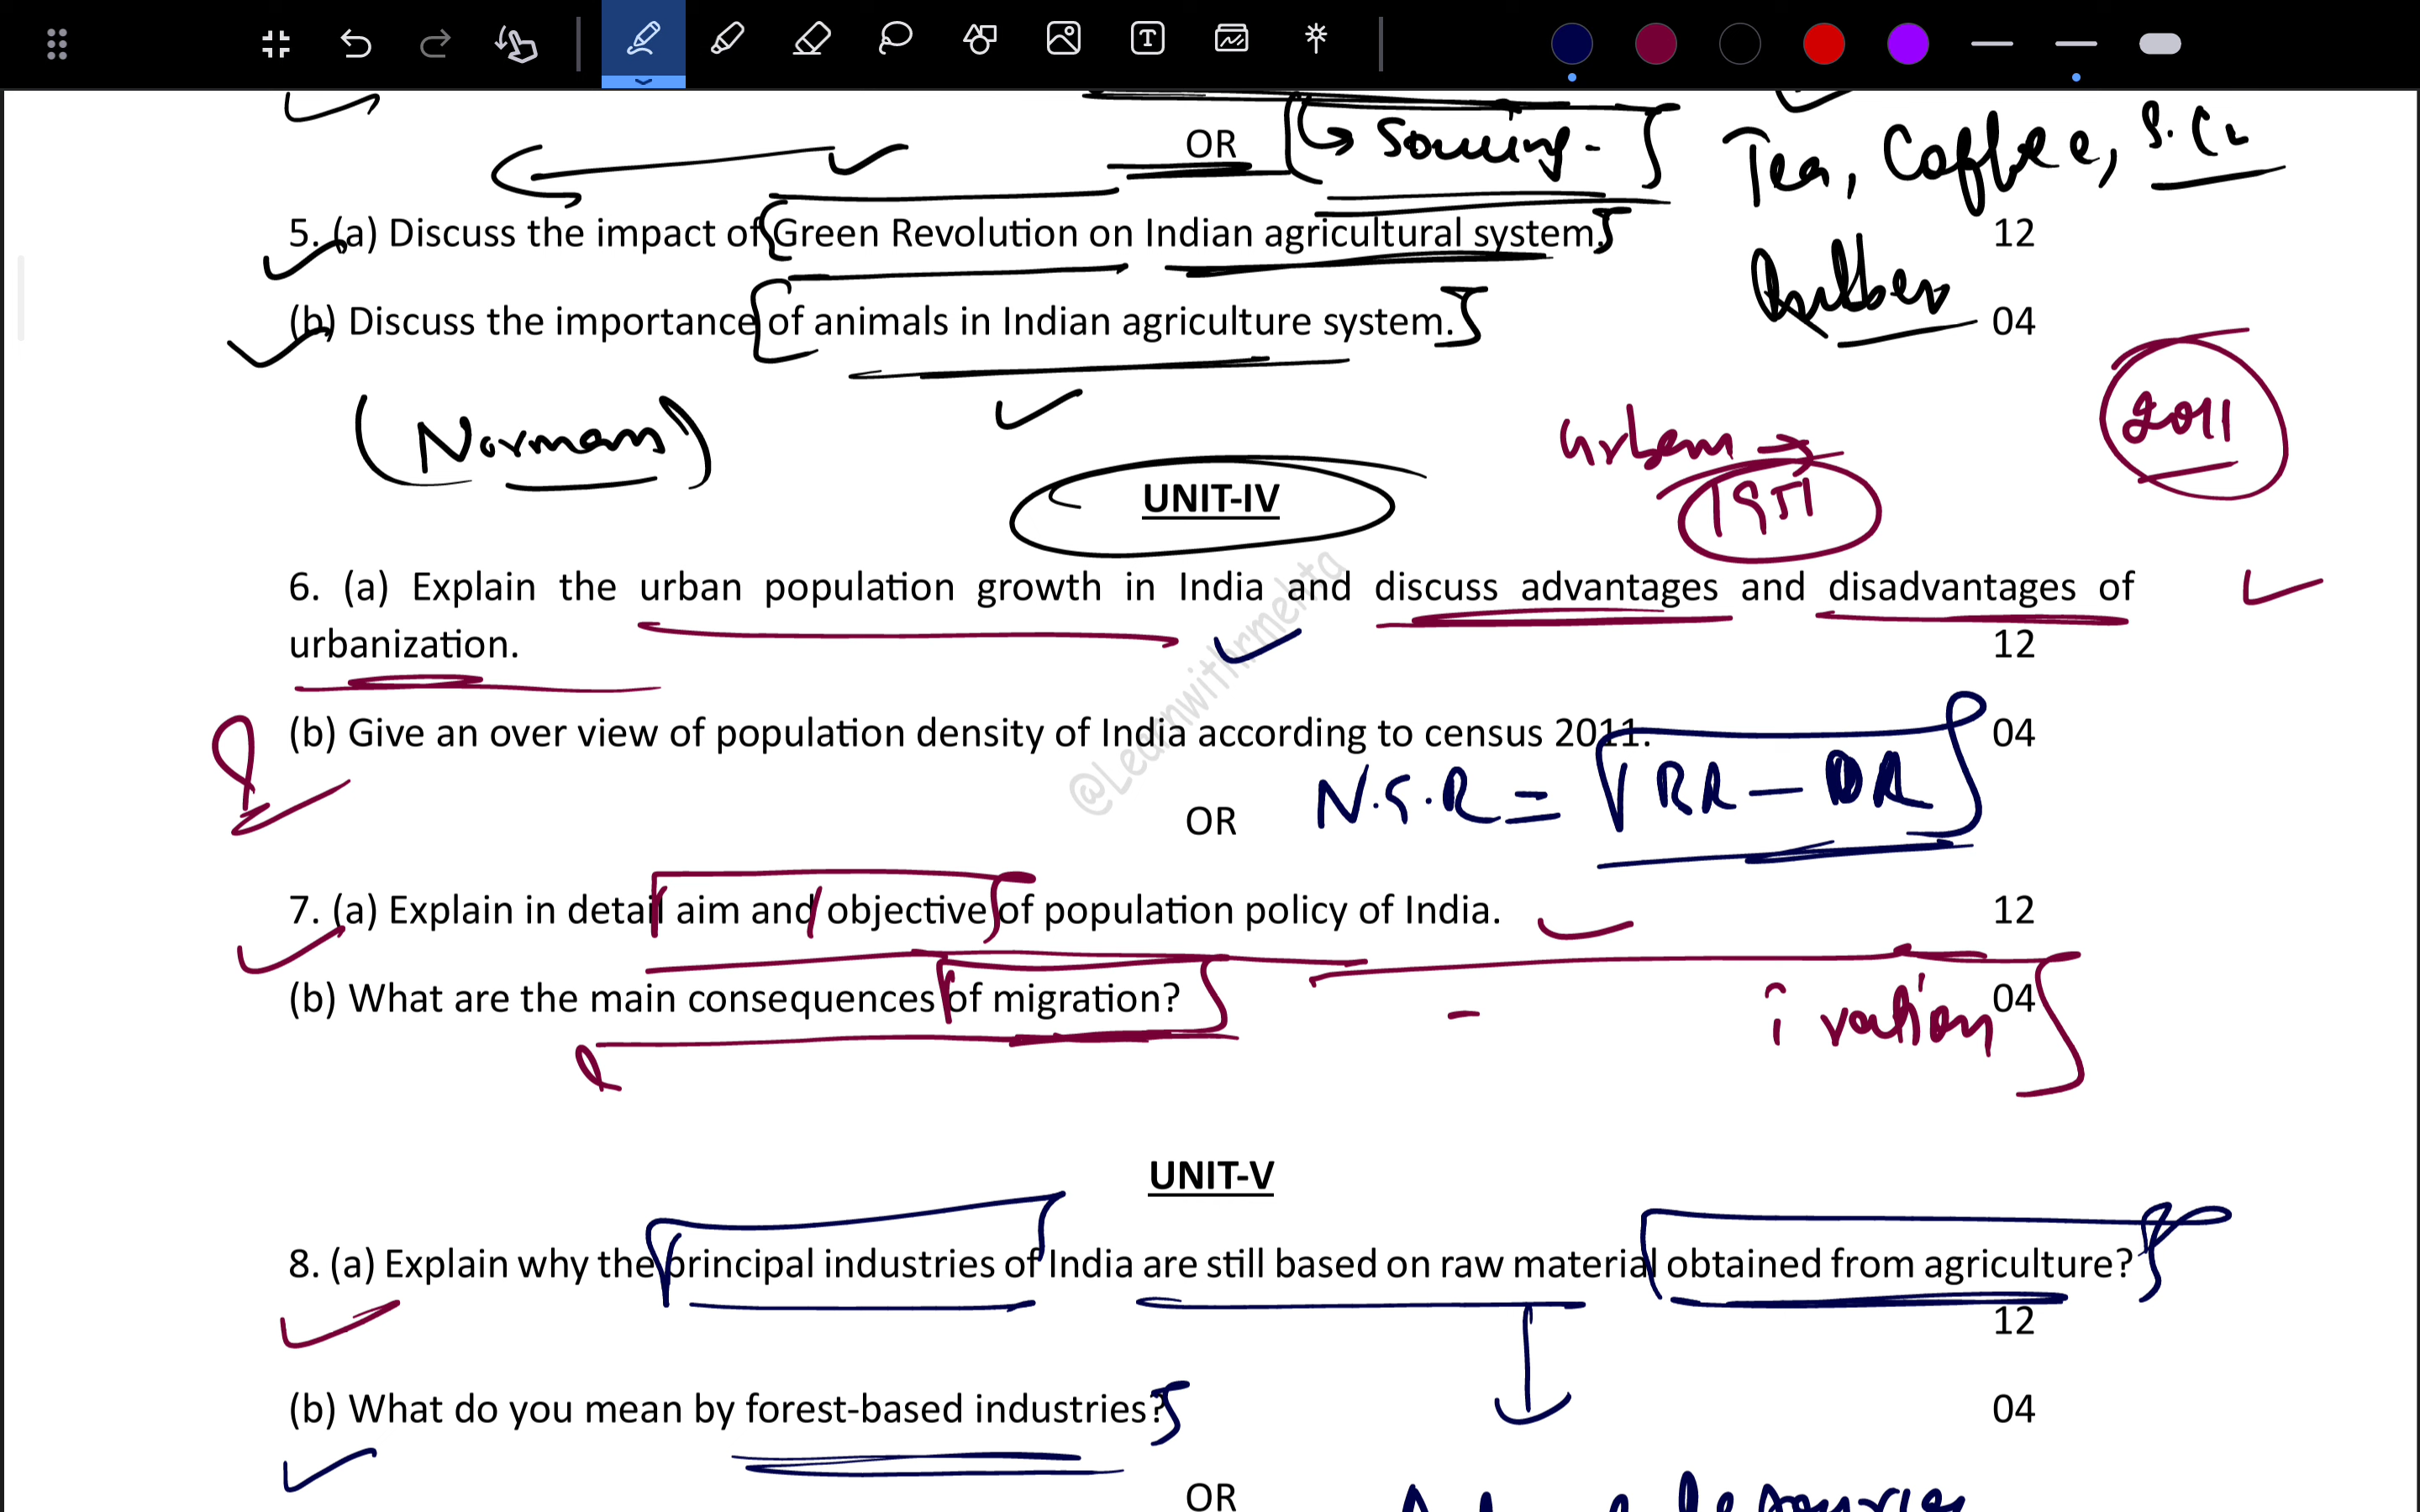 OR
Sowing-
Tea, Coffee, S.C.
5. (a) Discuss the impact of Green Revolution on Indian agricultural system. 12
Rubber
(b) Discuss the importance of animals in Indian agriculture system. 04
(Norman)
urban →
1951
2011
UNIT-IV
6. (a) Explain the urban population growth in India and discuss advantages and disadvantages of
urbanization. 12
(b) Give an over view of population density of India according to census 2011. 04
@Learnwithrmehta
OR
7. (a) Explain in detail aim and objective of population policy of India. 12
(b) What are the main consequences of migration? 04
UNIT-V
8. (a) Explain why the principal industries of India are still based on raw material obtained from agriculture?
12
(b) What do you mean by forest-based industries? 04
OR